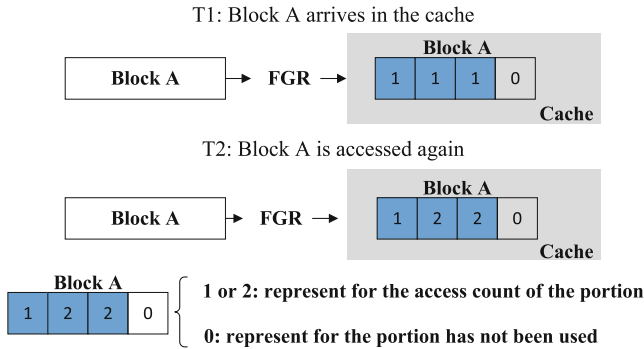 T1: Block A arrives in the cache
Block A
Block A
FGR
1 1 1 0
Cache
T2: Block A is accessed again
Block A
Block A
FGR
1 2 2 0
Cache
Block A
1 2 2 0
1 or 2: represent for the access count of the portion
0: represent for the portion has not been used